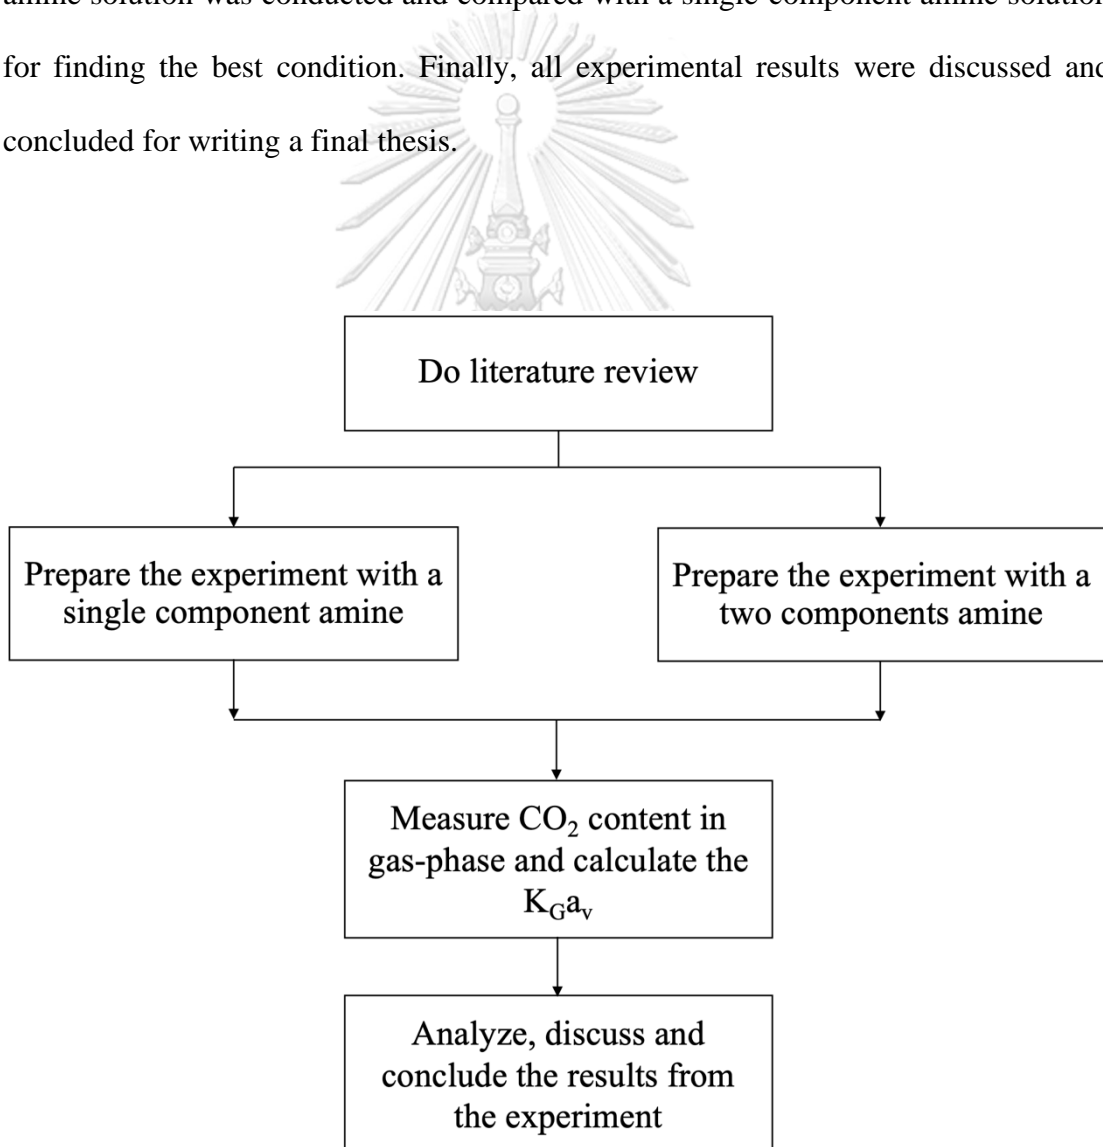 amine solution was conducted and compared with a single component amine solution
for finding the best condition. Finally, all experimental results were discussed and
concluded for writing a final thesis.
Do literature review
Prepare the experiment with a
single component amine
Prepare the experiment with a
two components amine
Measure CO₂ content in
gas-phase and calculate the
K_Ga_v
Analyze, discuss and
conclude the results from
the experiment